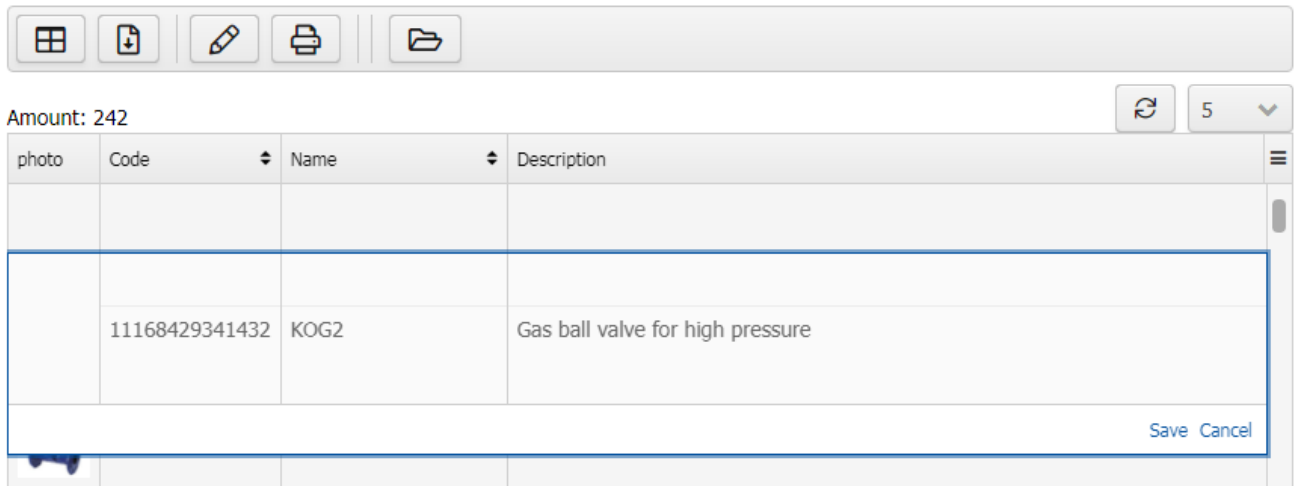 Amount: 242
5
photo Code Name Description
11168429341432 KOG2 Gas ball valve for high pressure
Save Cancel